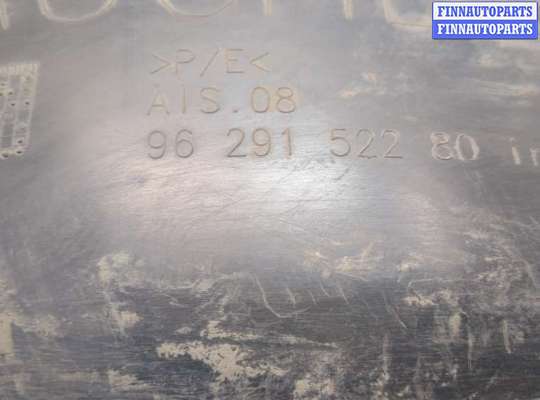 FINNAUTOPARTS
FINNAUTOPARTS
>P/E<
AIS.08
96 291 522 80